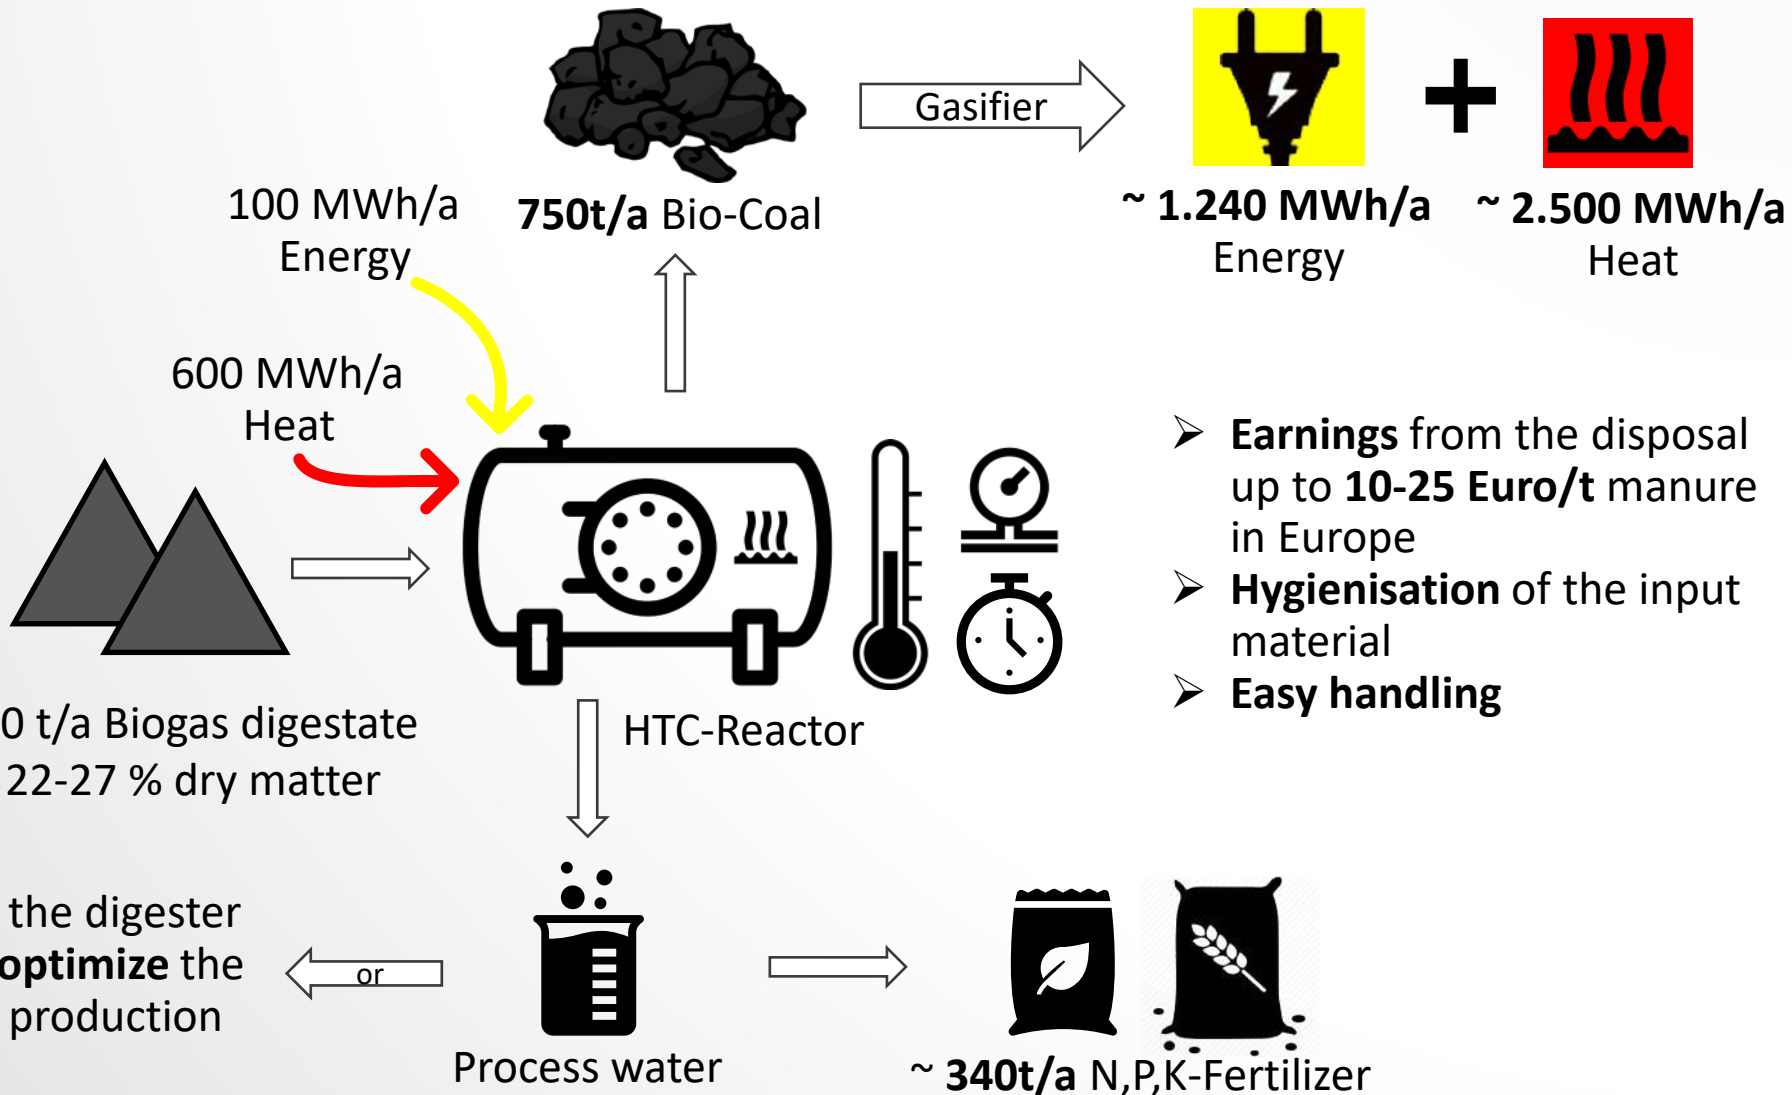 Gasifier
100 MWh/a
Energy
750t/a Bio-Coal
~ 1.240 MWh/a
Energy
~ 2.500 MWh/a
Heat
600 MWh/a
Heat
➢ Earnings from the disposal
up to 10-25 Euro/t manure
in Europe
➢ Hygienisation of the input
material
➢ Easy handling
0 t/a Biogas digestate
22-27 % dry matter
HTC-Reactor
the digester
optimize the
production
or
Process water
~ 340t/a N,P,K-Fertilizer